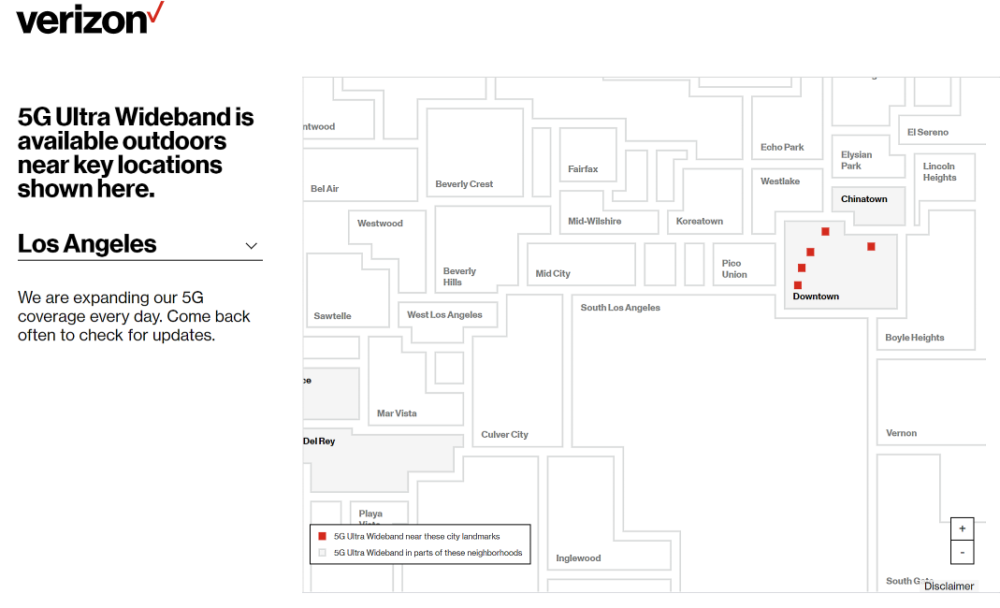 verizon
5G Ultra Wideband is
available outdoors
near key locations
shown here.
Los Angeles
We are expanding our 5G
coverage every day. Come back
often to check for updates.
ntwood
Bel Air
Beverly Crest
Fairfax
Echo Park
El Sereno
Elysian
Park
Lincoln
Heights
Westlake
Chinatown
Westwood
Mid-Wilshire
Koreatown
Beverly
Hills
Mid City
Pico
Union
Downtown
Sawtelle
West Los Angeles
South Los Angeles
Boyle Heights
ce
Mar Vista
Culver City
Vernon
Del Rey
Playa
Vista
5G Ultra Wideband near these city landmarks
5G Ultra Wideband in parts of these neighborhoods
Inglewood
+
-
South G
Disclaimer